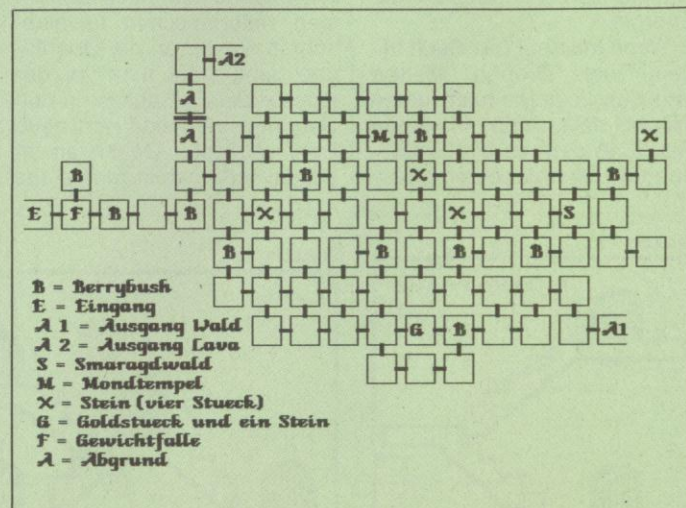 A2
A
A
M B X
B X B
B
E F B B X X S
B B B B
B = Berrybush
E = Eingang
A 1 = Ausgang Wald
G B A1
A 2 = Ausgang Lava
S = Smaragdwald
M = Mondtempel
X = Stein (vier Stueck)
G = Goldstueck und ein Stein
F = Gewichtfalle
A = Abgrund